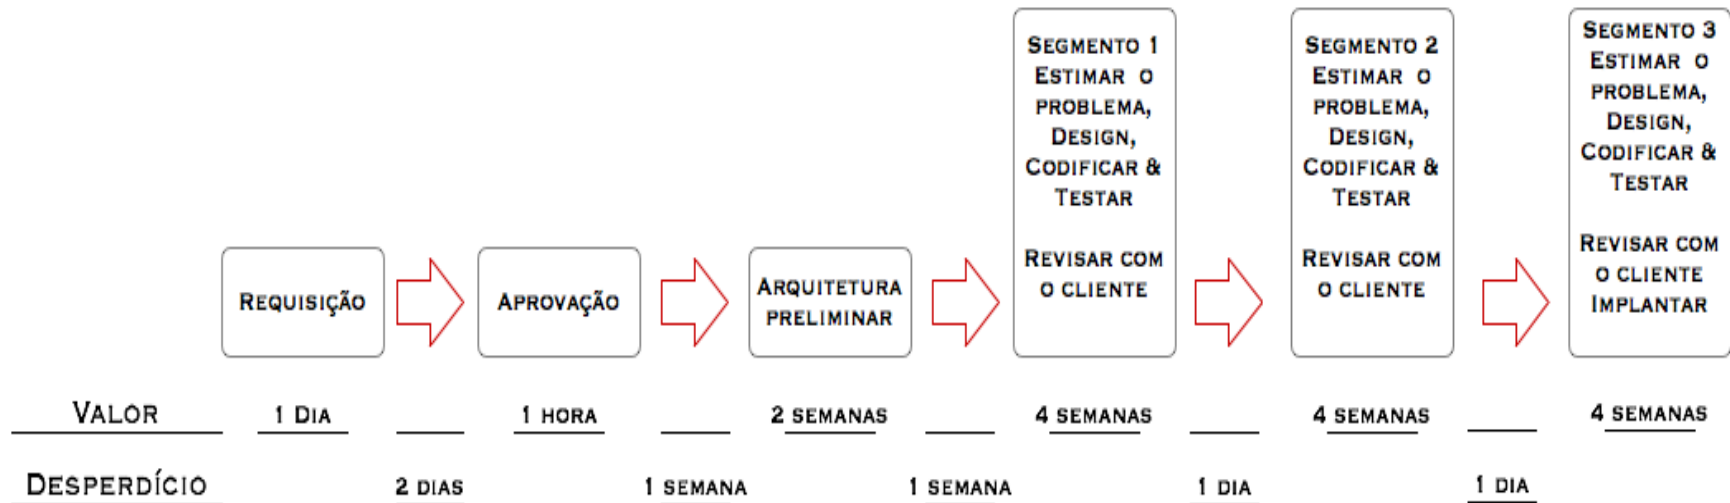 SEGMENTO 1
ESTIMAR O
PROBLEMA,
DESIGN,
CODIFICAR &
TESTAR
REVISAR COM
O CLIENTE
SEGMENTO 2
ESTIMAR O
PROBLEMA,
DESIGN,
CODIFICAR &
TESTAR
REVISAR COM
O CLIENTE
SEGMENTO 3
ESTIMAR O
PROBLEMA,
DESIGN,
CODIFICAR &
TESTAR
REVISAR COM
O CLIENTE
IMPLANTAR
REQUISIÇÃO
APROVAÇÃO
ARQUITETURA
PRELIMINAR
VALOR 1 DIA 1 HORA 2 SEMANAS 4 SEMANAS 4 SEMANAS 4 SEMANAS
DESPERDÍCIO 2 DIAS 1 SEMANA 1 SEMANA 1 DIA 1 DIA